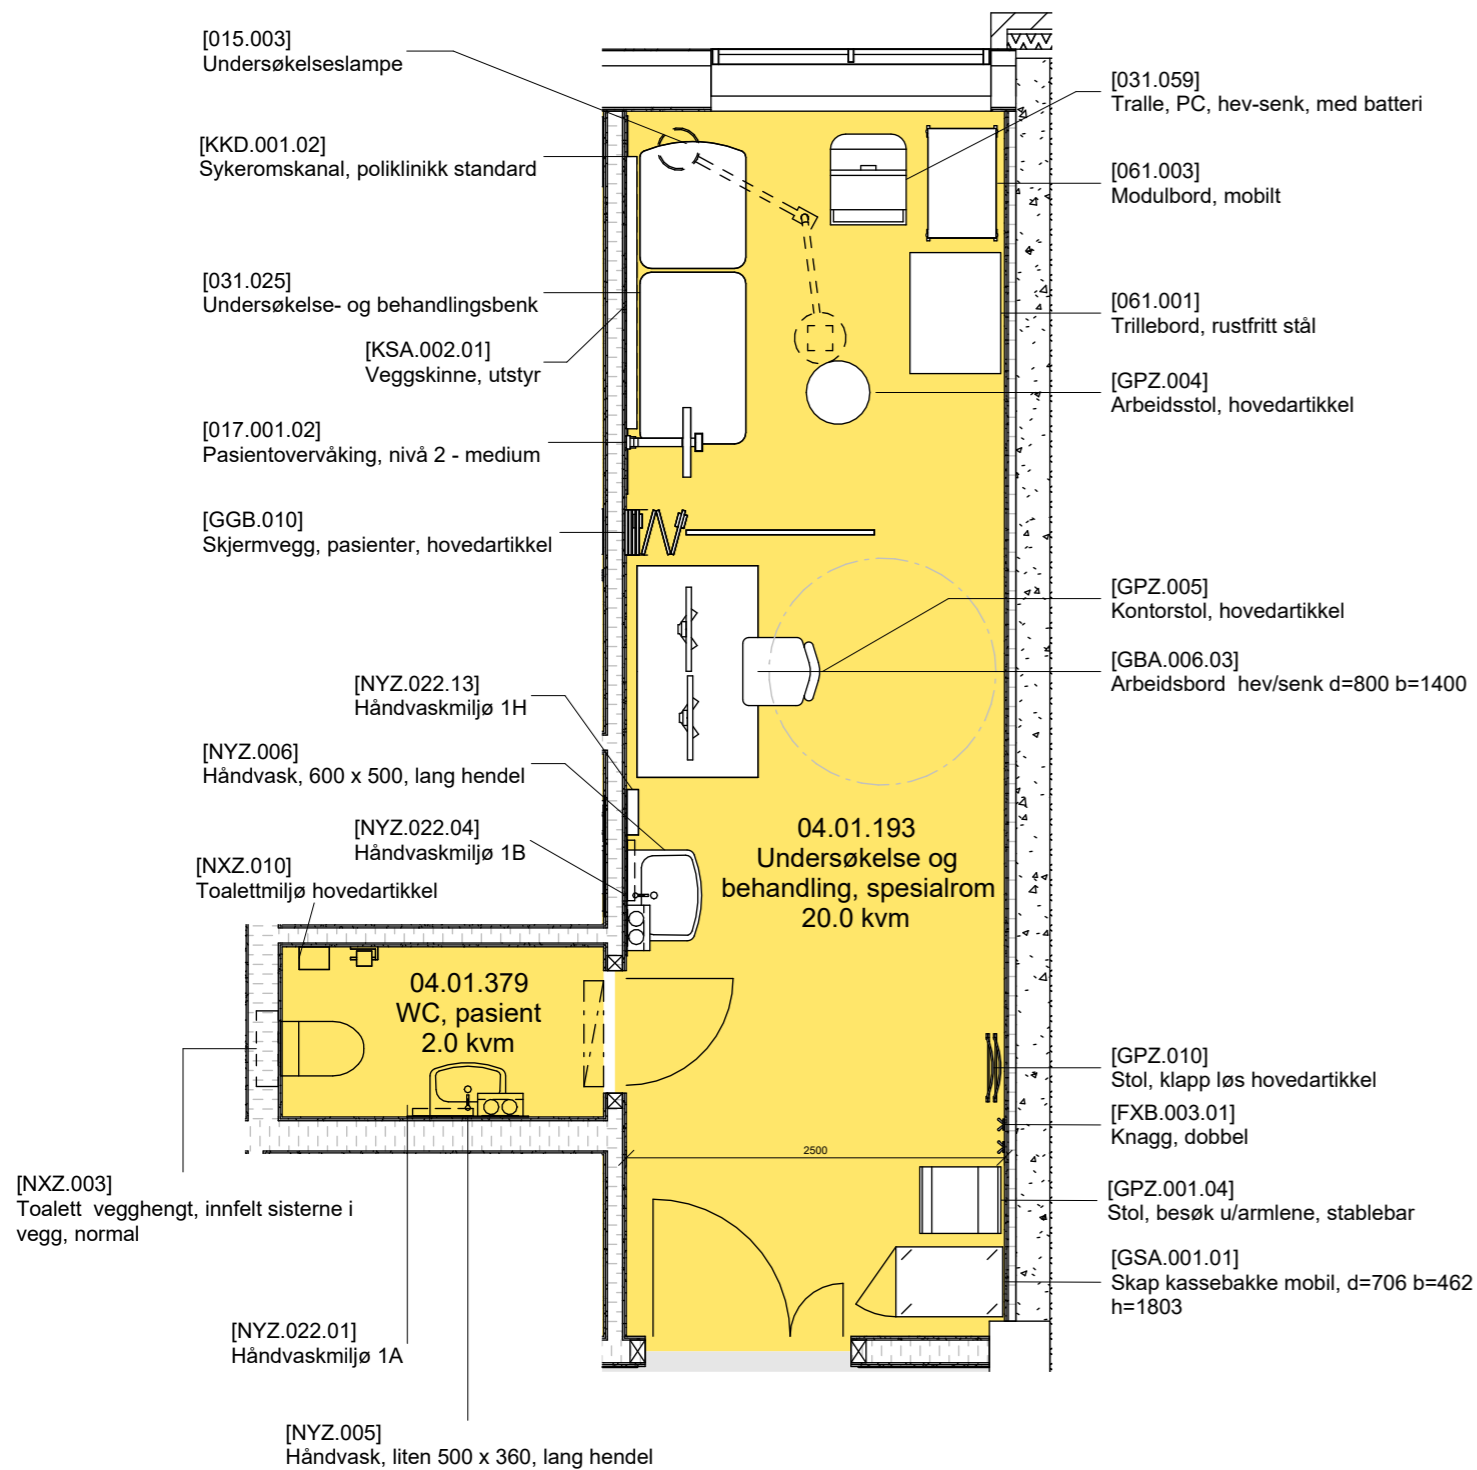 [015.003]
Undersøkelseslampe
[KKD.001.02]
Sykeromskanal, poliklinikk standard
[031.025]
Undersøkelse- og behandlingsbenk
[KSA.002.01]
Veggskinne, utstyr
[017.001.02]
Pasientovervåking, nivå 2 - medium
[GGB.010]
Skjermvegg, pasienter, hovedartikkel
[NYZ.022.13]
Håndvaskmiljø 1H
[NYZ.006]
Håndvask, 600 x 500, lang hendel
[NYZ.022.04]
Håndvaskmiljø 1B
[NXZ.010]
Toalettmiljø hovedartikkel
04.01.379
WC, pasient
2.0 kvm
[NXZ.003]
Toalett vegghengt, innfelt sisterne i
vegg, normal
[NYZ.022.01]
Håndvaskmiljø 1A
[NYZ.005]
Håndvask, liten 500 x 360, lang hendel
04.01.193
Undersøkelse og
behandling, spesialrom
20.0 kvm
2500
[031.059]
Tralle, PC, hev-senk, med batteri
[061.003]
Modulbord, mobilt
[061.001]
Trillebord, rustfritt stål
[GPZ.004]
Arbeidsstol, hovedartikkel
[GPZ.005]
Kontorstol, hovedartikkel
[GBA.006.03]
Arbeidsbord hev/senk d=800 b=1400
[GPZ.010]
Stol, klapp løs hovedartikkel
[FXB.003.01]
Knagg, dobbel
[GPZ.001.04]
Stol, besøk u/armlene, stablebar
[GSA.001.01]
Skap kassebakke mobil, d=706 b=462
h=1803